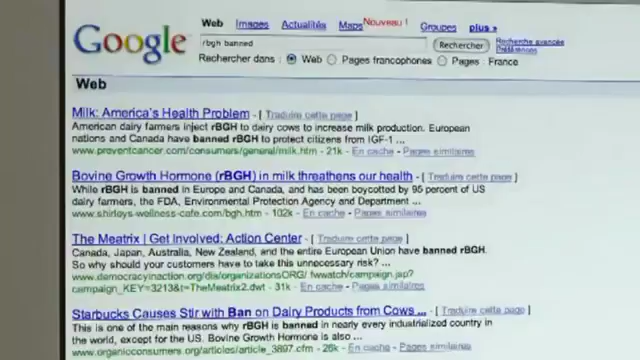 Google
Web Images Actualités Maps Nouveau ! Groupes plus »
rbgh banned Rechercher Recherche avancée
Préférences
Rechercher dans : Web Pages francophones Pages : France
Web
Milk: America's Health Problem - [ Traduire cette page ]
American dairy farmers inject rBGH to dairy cows to increase milk production. European
nations and Canada have banned rBGH to protect citizens from IGF-1 ...
www.preventcancer.com/consumers/general/milk.htm - 21k - En cache - Pages similaires
Bovine Growth Hormone (rBGH) in milk threathens our health - [ Traduire cette page ]
While rBGH is banned in Europe and Canada, and has been boycotted by 95 percent of US
dairy farmers, the FDA, Environmental Protection Agency and Department ...
www.shirleys-wellness-cafe.com/bgh.htm - 102k - En cache - Pages similaires
The Meatrix | Get Involved: Action Center - [ Traduire cette page ]
Canada, Japan, Australia, New Zealand, and the entire European Union have banned rBGH.
So why should your customers have to take this unnecessary risk? ...
www.democracyinaction.org/dia/organizationsORG/ fwwatch/campaign.jsp?
campaign_KEY=3213&t=TheMeatrix2.dwt - 31k - En cache - Pages similaires
Starbucks Causes Stir with Ban on Dairy Products from Cows ... - [ Traduire cette page ]
This is one of the main reasons why rBGH is banned in nearly every industrialized country in
the world, except for the US. Bovine Growth Hormone is also ...
www.organicconsumers.org/articles/article_3897.cfm - 26k - En cache - Pages similaires